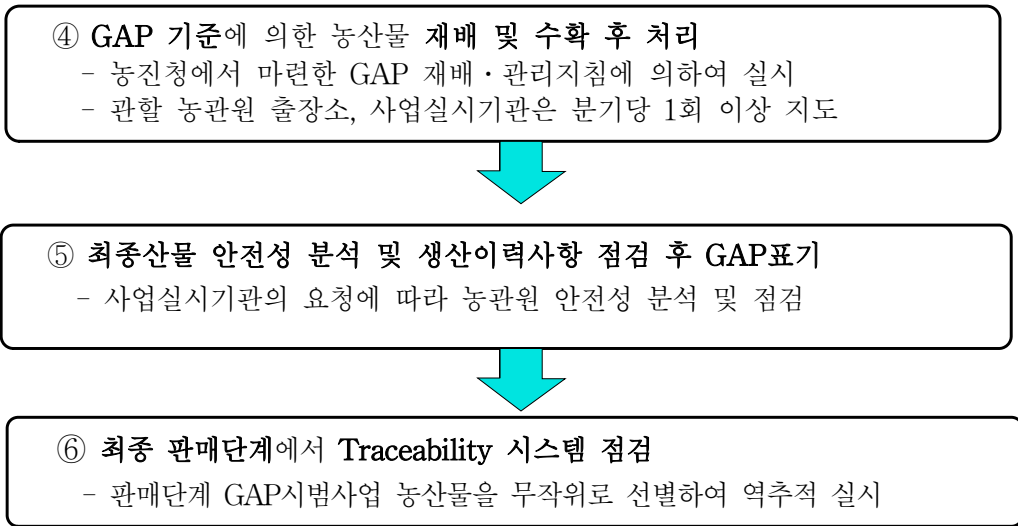 ④ GAP 기준에 의한 농산물 재배 및 수확 후 처리
- 농진청에서 마련한 GAP 재배・관리지침에 의하여 실시
- 관할 농관원 출장소, 사업실시기관은 분기당 1회 이상 지도
⑤ 최종산물 안전성 분석 및 생산이력사항 점검 후 GAP표기
- 사업실시기관의 요청에 따라 농관원 안전성 분석 및 점검
⑥ 최종 판매단계에서 Traceability 시스템 점검
- 판매단계 GAP시범사업 농산물을 무작위로 선별하여 역추적 실시